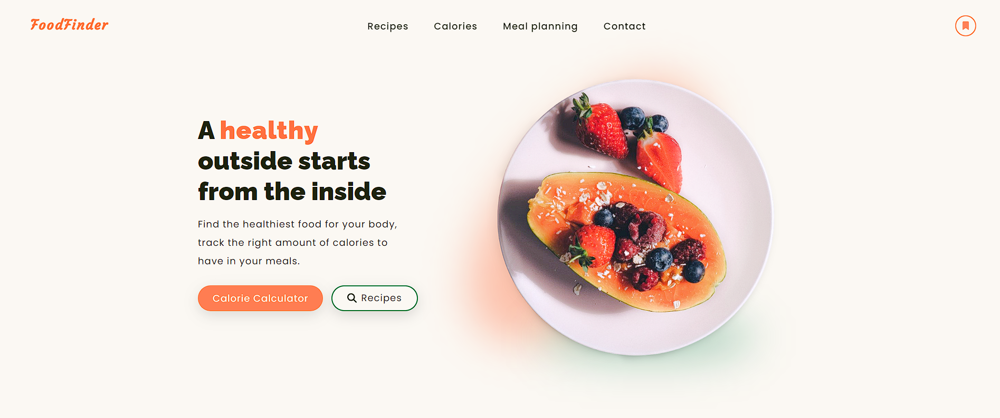 FoodFinder
Recipes
Calories
Meal planning
Contact
A healthy
outside starts
from the inside
Find the healthiest food for your body,
track the right amount of calories to
have in your meals.
Calorie Calculator
Recipes